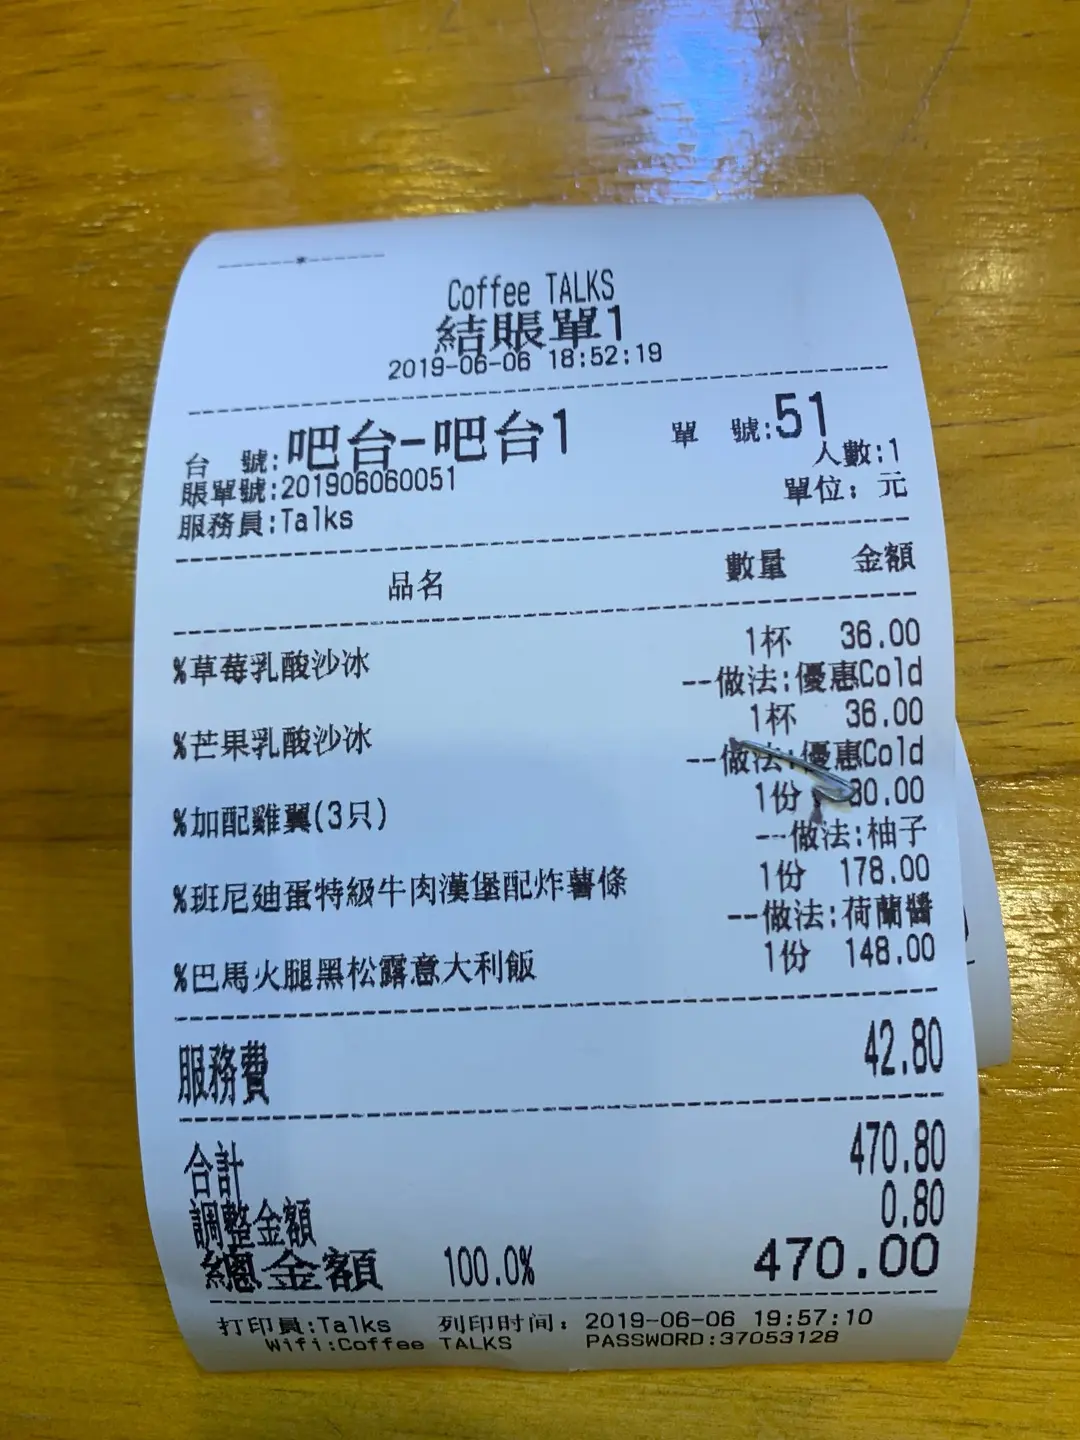 Coffee TALKS
結賬單1
2019-06-06 18:52:19
台 號:吧台-吧台1 單 號:51
賬單號:201906060051 人數:1
服務員:Talks 單位: 元
品名 數量 金額
%草莓乳酸沙冰 1杯 36.00
--做法:優惠Cold
%芒果乳酸沙冰 1杯 36.00
--做法:優惠Cold
%加配雞翼(3只) 1份 30.00
--做法:柚子
%班尼迪蛋特級牛肉漢堡配炸薯條 1份 178.00
--做法:荷蘭醬
%巴馬火腿黑松露意大利飯 1份 148.00
服務費 42.80
合計 470.80
調整金額 0.80
總金額 100.0% 470.00
打印員:Talks 列印时间: 2019-06-06 19:57:10
Wifi:Coffee TALKS PASSWORD:37053128